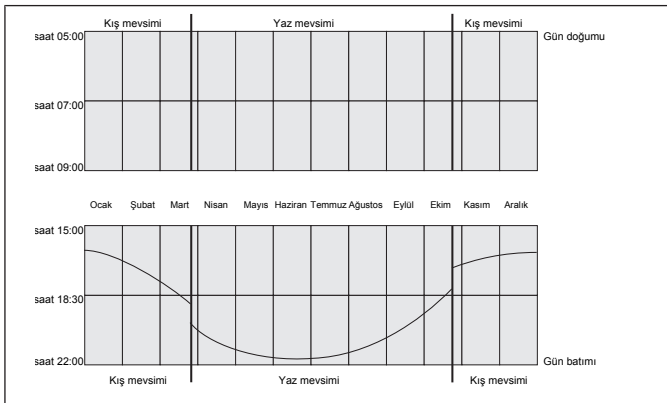 Kış mevsimi Yaz mevsimi Kış mevsimi
saat 05:00 Gün doğumu
saat 07:00
saat 09:00
Ocak Şubat Mart Nisan Mayıs Haziran Temmuz Ağustos Eylül Ekim Kasım Aralık
saat 15:00
saat 18:30
saat 22:00 Gün batımı
Kış mevsimi Yaz mevsimi Kış mevsimi